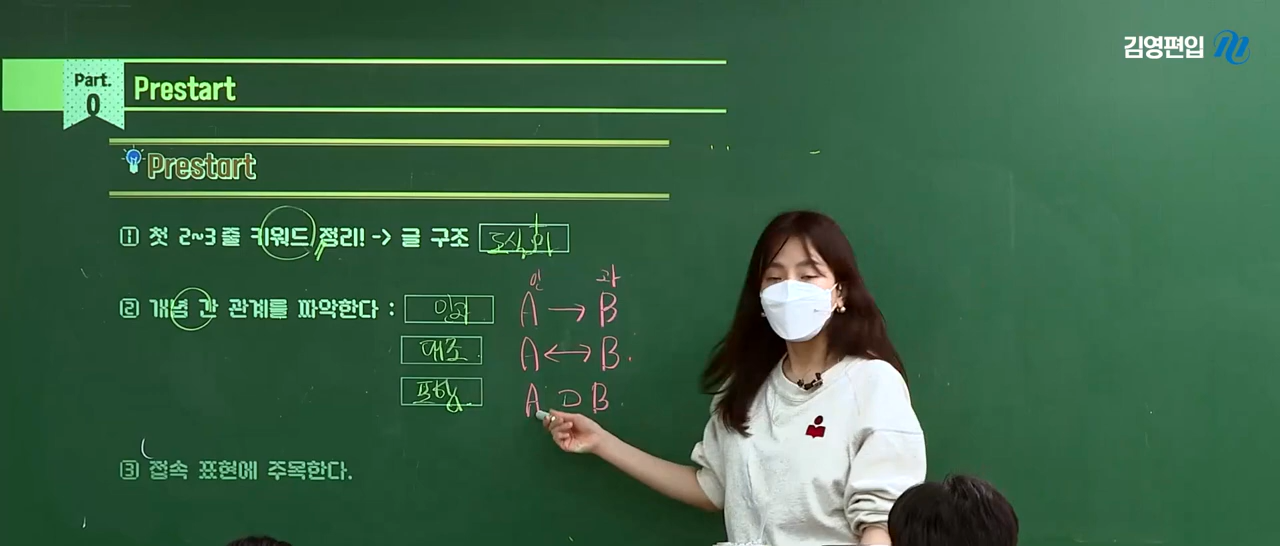 김영편입
Part.
0
Prestart
Prestart
① 첫 2~3줄 키워드 정리! -> 글 구조 도식화
② 개념 간 관계를 파악한다 : 인과
인 과
A → B
대조 A ↔ B
포함 A ⊃ B
③ 접속 표현에 주목한다.